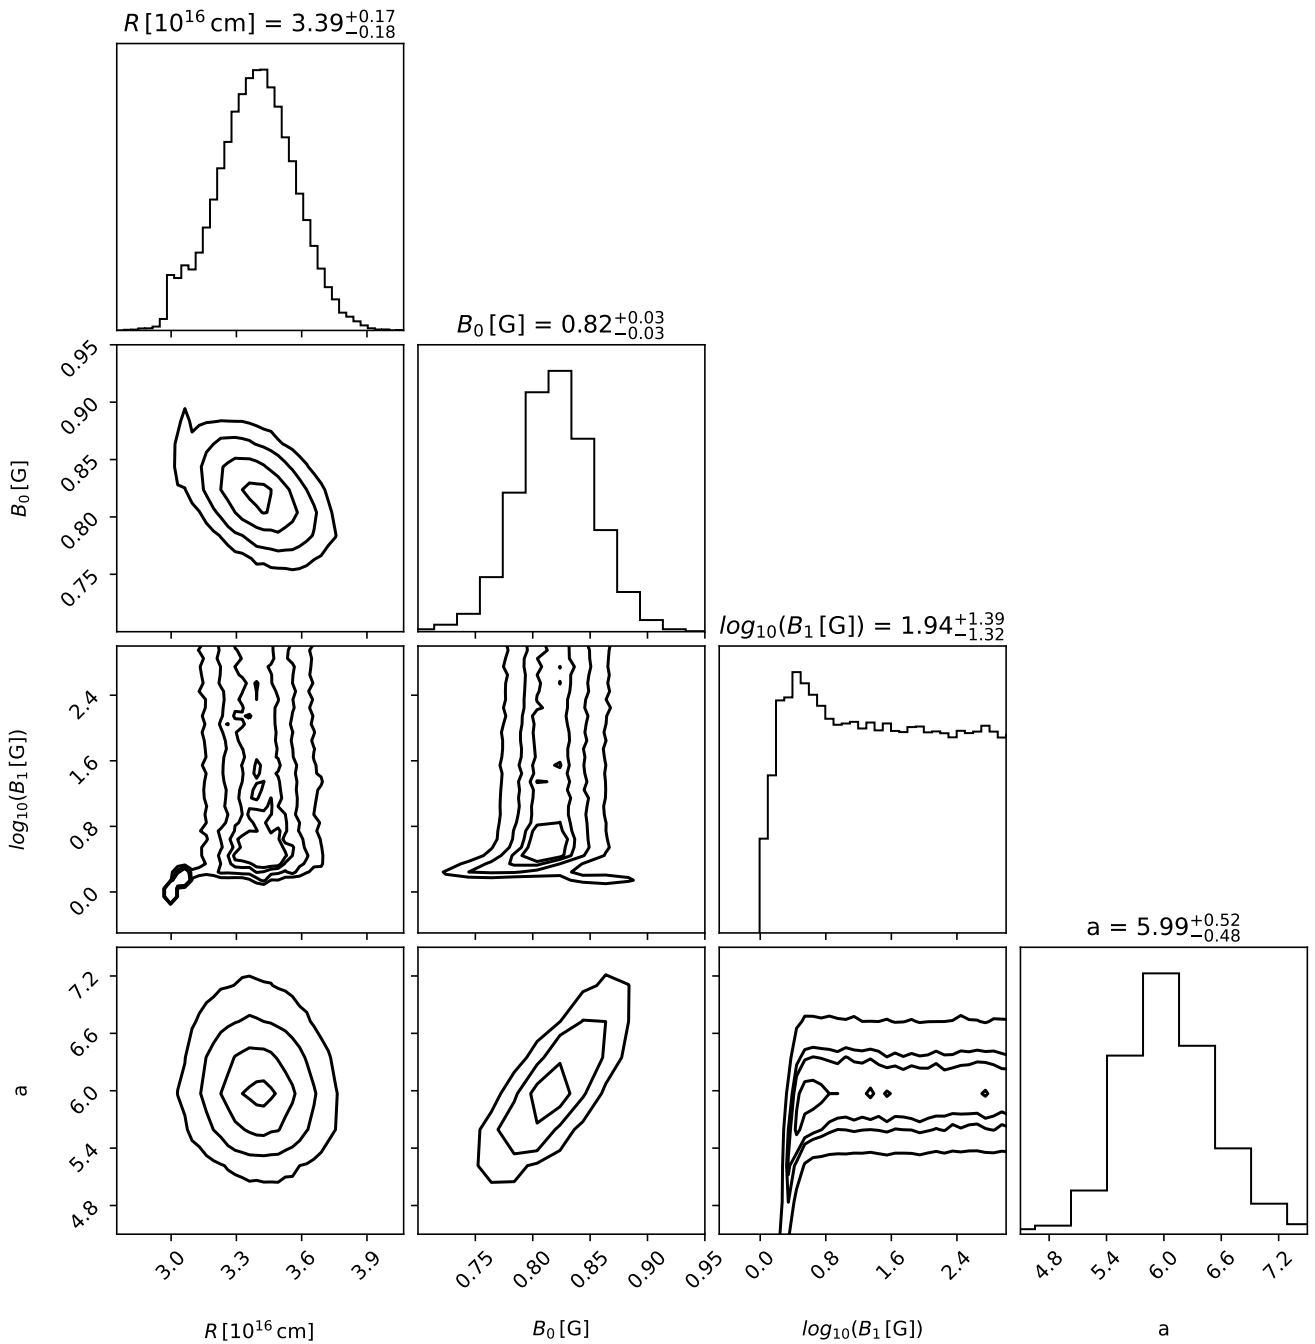 R [10^16 cm] = 3.39 +0.17 −0.18
B_0 [G] = 0.82 +0.03 −0.03
0.95
0.90
0.85
0.80
0.75
B_0 [G]
log_10(B_1 [G]) = 1.94 +1.39 −1.32
2.4
1.6
0.8
0.0
log_10(B_1 [G])
a = 5.99 +0.52 −0.48
7.2
6.6
6.0
5.4
4.8
a
3.0 3.3 3.6 3.9
0.75 0.80 0.85 0.90 0.95
0.0 0.8 1.6 2.4
4.8 5.4 6.0 6.6 7.2
R [10^16 cm]
B_0 [G]
log_10(B_1 [G])
a